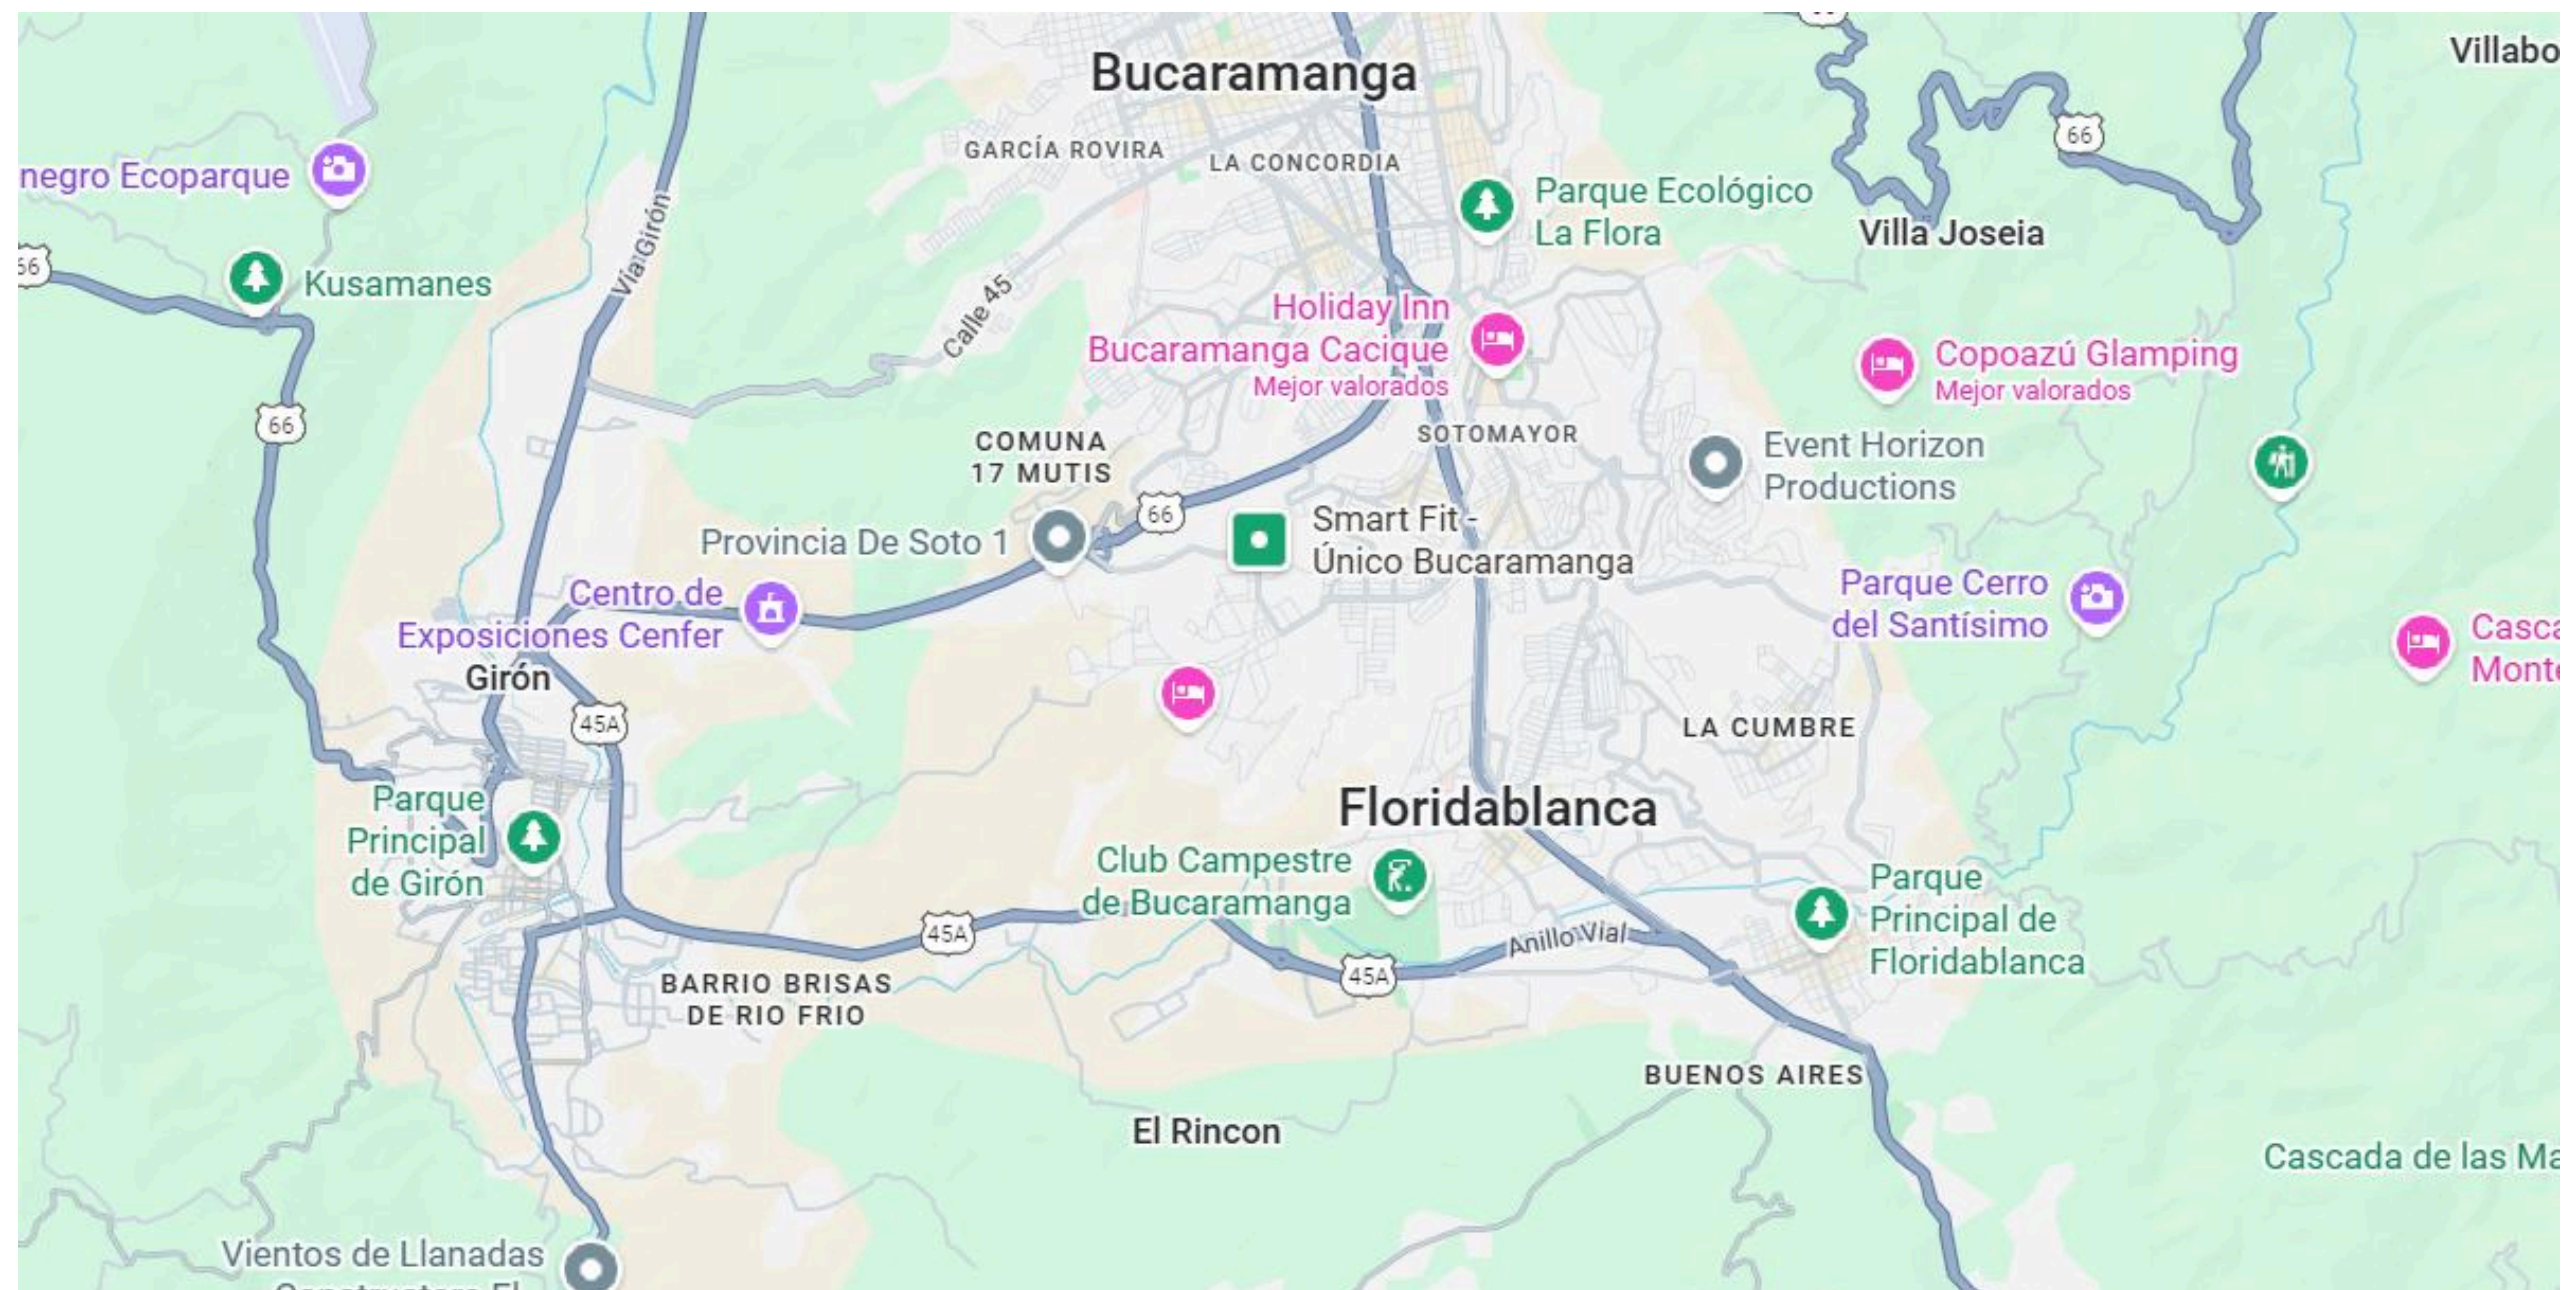 Bucaramanga
Villabo
GARCÍA ROVIRA
LA CONCORDIA
66
negro Ecoparque
Parque Ecológico
La Flora
Vía Girón
Villa Joseia
66
Kusamanes
Calle 45
Holiday Inn
Bucaramanga Cacique
Mejor valorados
Copoazú Glamping
Mejor valorados
66
SOTOMAYOR
COMUNA
17 MUTIS
Event Horizon
Productions
66
Smart Fit -
Único Bucaramanga
Provincia De Soto 1
Centro de
Exposiciones Cenfer
Parque Cerro
del Santísimo
Casca
Monte
Girón
45A
LA CUMBRE
Parque
Principal
de Girón
Floridablanca
Club Campestre
de Bucaramanga
Parque
Principal de
Floridablanca
45A
Anillo Vial
45A
BARRIO BRISAS
DE RIO FRIO
BUENOS AIRES
El Rincon
Cascada de las Ma
Vientos de Llanadas